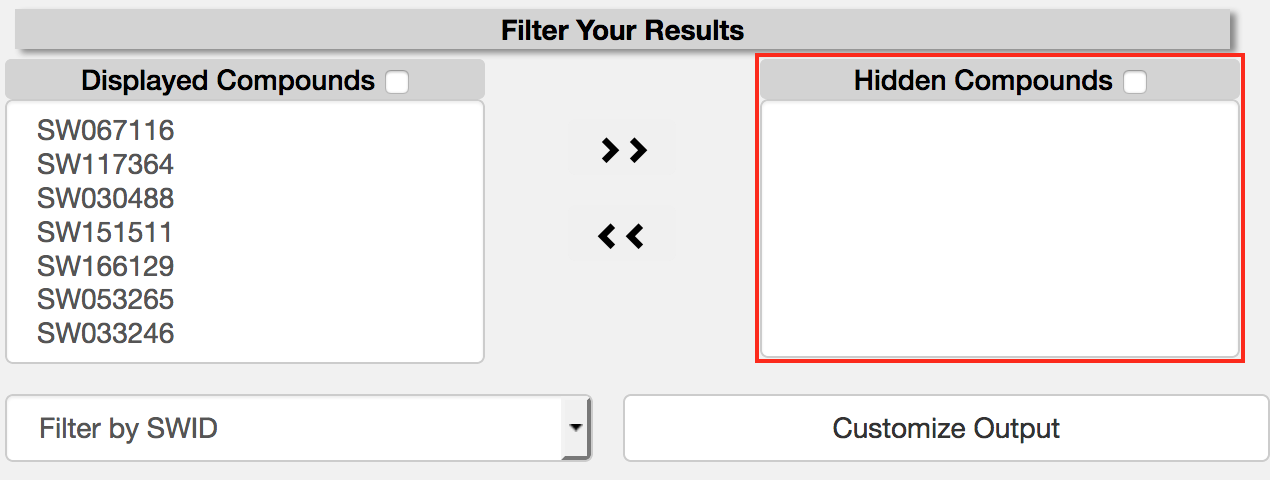 Filter Your Results
Displayed Compounds
Hidden Compounds
SW067116
SW117364
SW030488
SW151511
SW166129
SW053265
SW033246
Filter by SWID
Customize Output